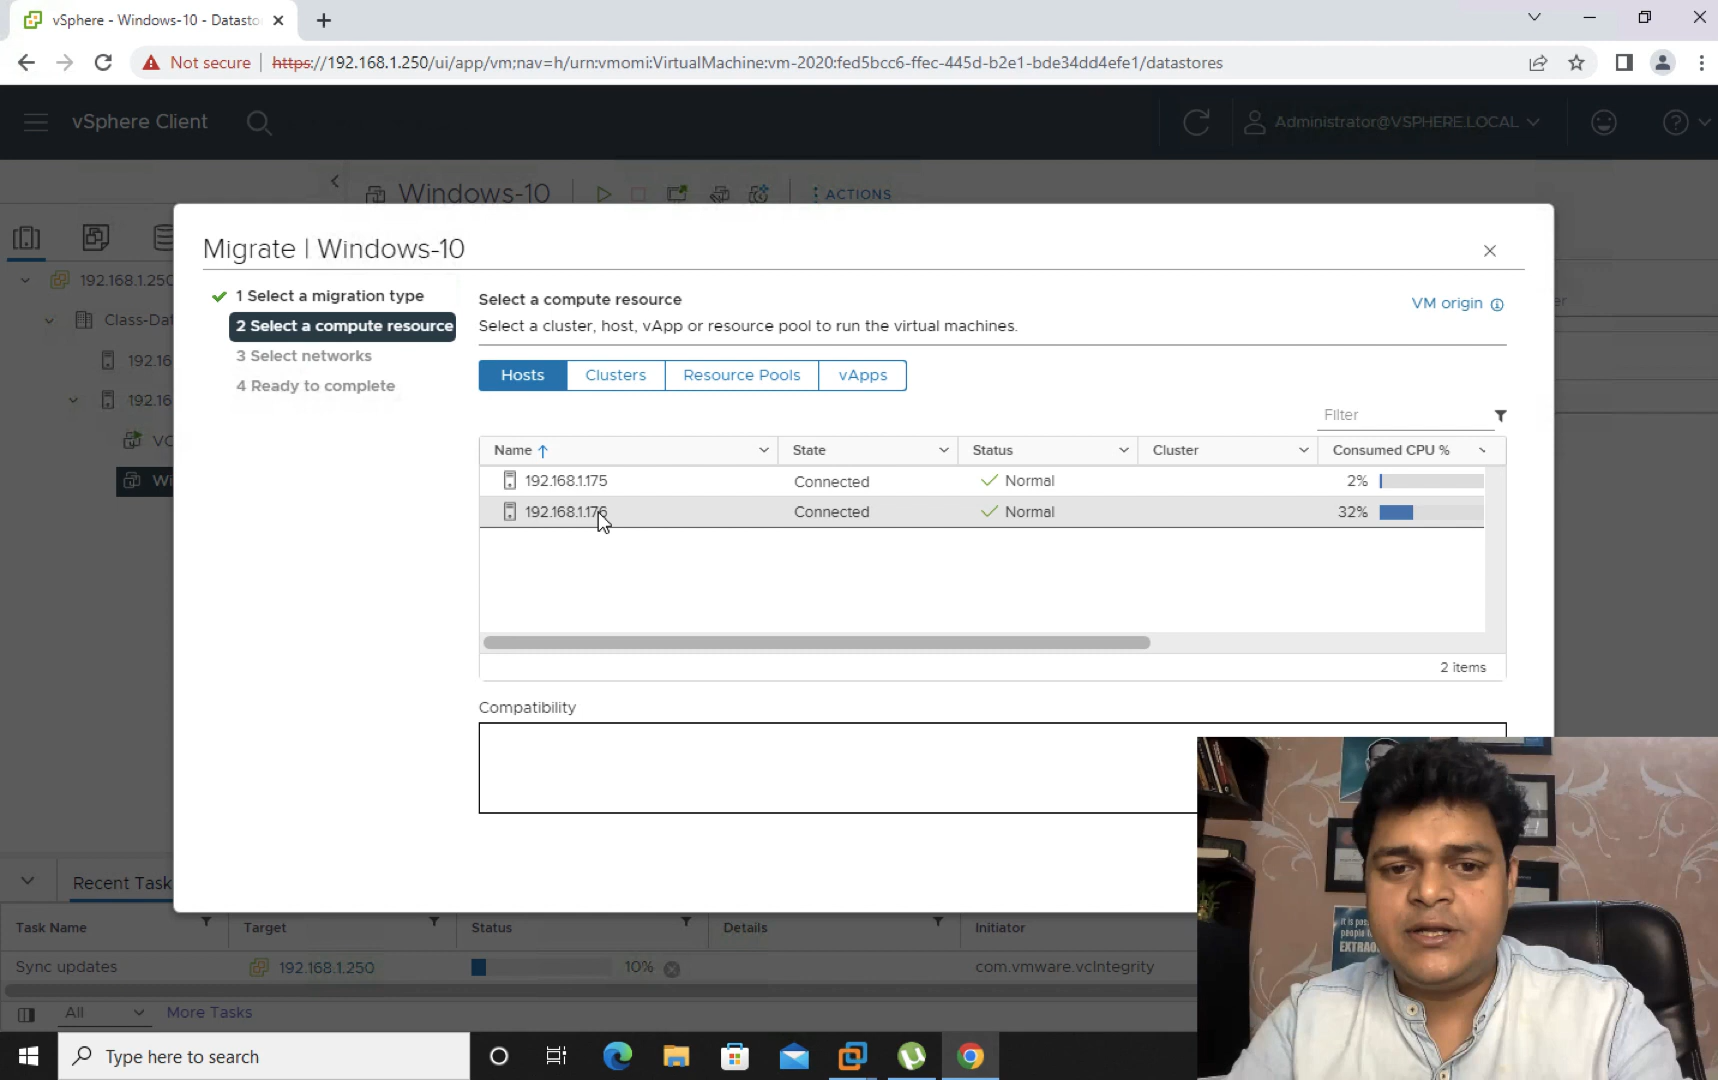 vSphere - Windows-10 - Datasto
Not secure
https://192.168.1.250/ui/app/vm;nav=h/urn:vmomi:VirtualMachine:vm-2020:fed5bcc6-ffec-445d-b2e1-bde34dd4efe1/datastores
vSphere Client
Administrator@VSPHERE.LOCAL
Windows-10
ACTIONS
192.168.1.250
Class-Dat
192.16
192.16
VC
Wi
Migrate | Windows-10
1 Select a migration type
2 Select a compute resource
3 Select networks
4 Ready to complete
Select a compute resource
VM origin
Select a cluster, host, vApp or resource pool to run the virtual machines.
Hosts
Clusters
Resource Pools
vApps
Filter
Name State Status Cluster Consumed CPU %
192.168.1.175 Connected Normal 2%
192.168.1.176 Connected Normal 32%
2 items
Compatibility
Recent Task
Task Name Target Status Details Initiator
Sync updates 192.168.1.250 10% com.vmware.vcIntegrity
All
More Tasks
Type here to search
It is
people
EXTRAO